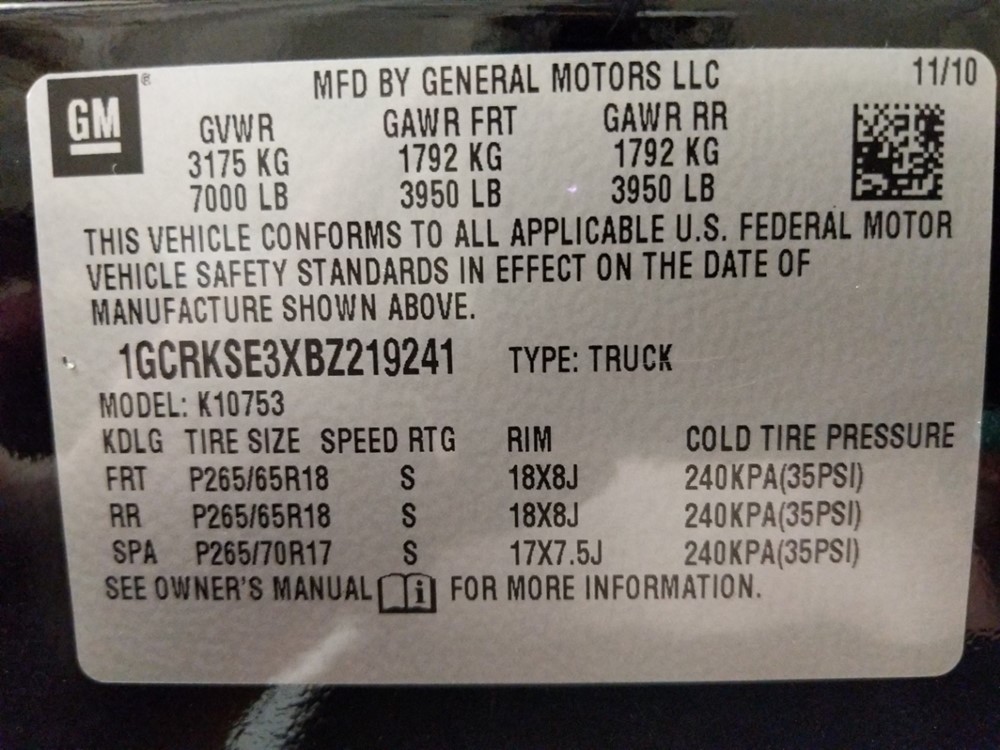 GM ®
MFD BY GENERAL MOTORS LLC 11/10
GVWR GAWR FRT GAWR RR
3175 KG 1792 KG 1792 KG
7000 LB 3950 LB 3950 LB
THIS VEHICLE CONFORMS TO ALL APPLICABLE U.S. FEDERAL MOTOR
VEHICLE SAFETY STANDARDS IN EFFECT ON THE DATE OF
MANUFACTURE SHOWN ABOVE.
1GCRKSE3XBZ219241 TYPE: TRUCK
MODEL: K10753
KDLG TIRE SIZE SPEED RTG RIM COLD TIRE PRESSURE
FRT P265/65R18 S 18X8J 240KPA(35PSI)
RR P265/65R18 S 18X8J 240KPA(35PSI)
SPA P265/70R17 S 17X7.5J 240KPA(35PSI)
SEE OWNER'S MANUAL i FOR MORE INFORMATION.